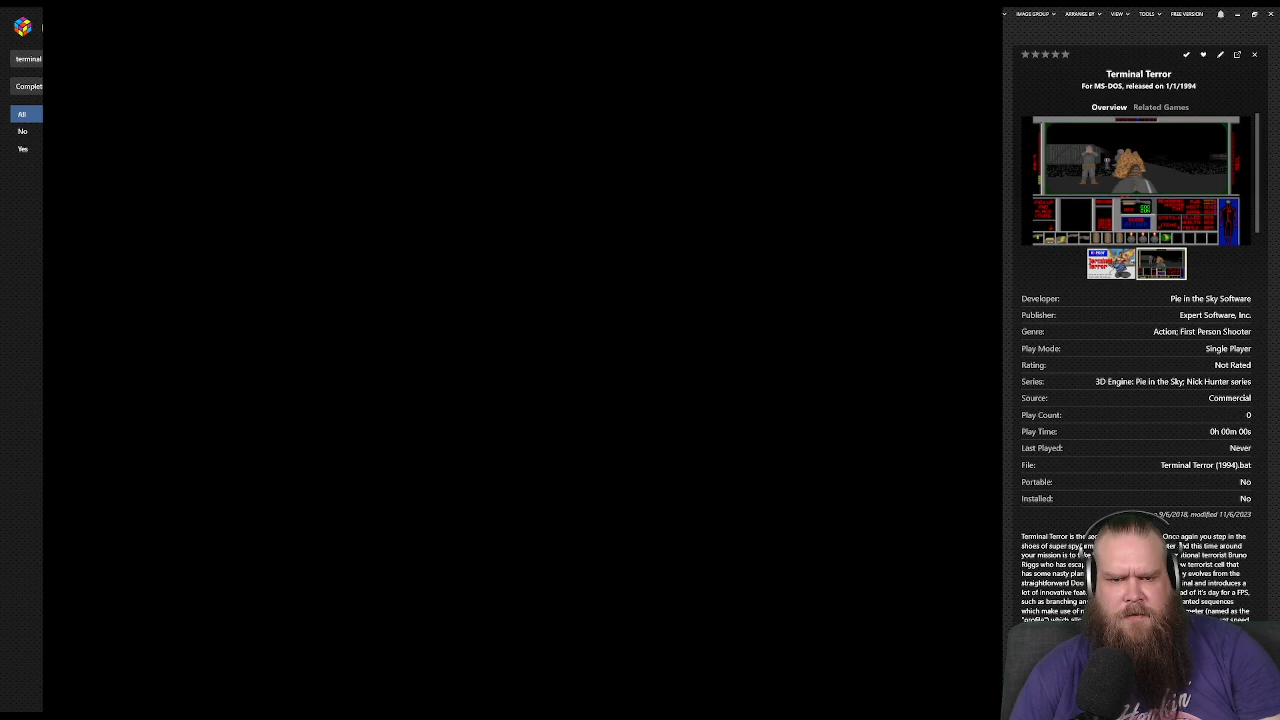 IMAGE GROUP
ARRANGE BY
VIEW
TOOLS
FREE VERSION
terminal
Complet
All
No
Yes
Terminal Terror
For MS-DOS, released on 1/1/1994
Overview Related Games
Developer: Pie in the Sky Software
Publisher: Expert Software, Inc.
Genre: Action; First Person Shooter
Play Mode: Single Player
Rating: Not Rated
Series: 3D Engine: Pie in the Sky; Nick Hunter series
Source: Commercial
Play Count: 0
Play Time: 0h 00m 00s
Last Played: Never
File: Terminal Terror (1994).bat
Portable: No
Installed: No
9/6/2018, modified 11/6/2023
Terminal Terror is the Once again you step in the
shoes of super spy and this time around
your mission is to terrorist Bruno
Riggs who has terrorist cell that
has some nasty evolves from the
straightforward and introduces a
lot of innovative of it's day for a FPS,
such as branching sequences
which make use of (named as the
"profile") which speed